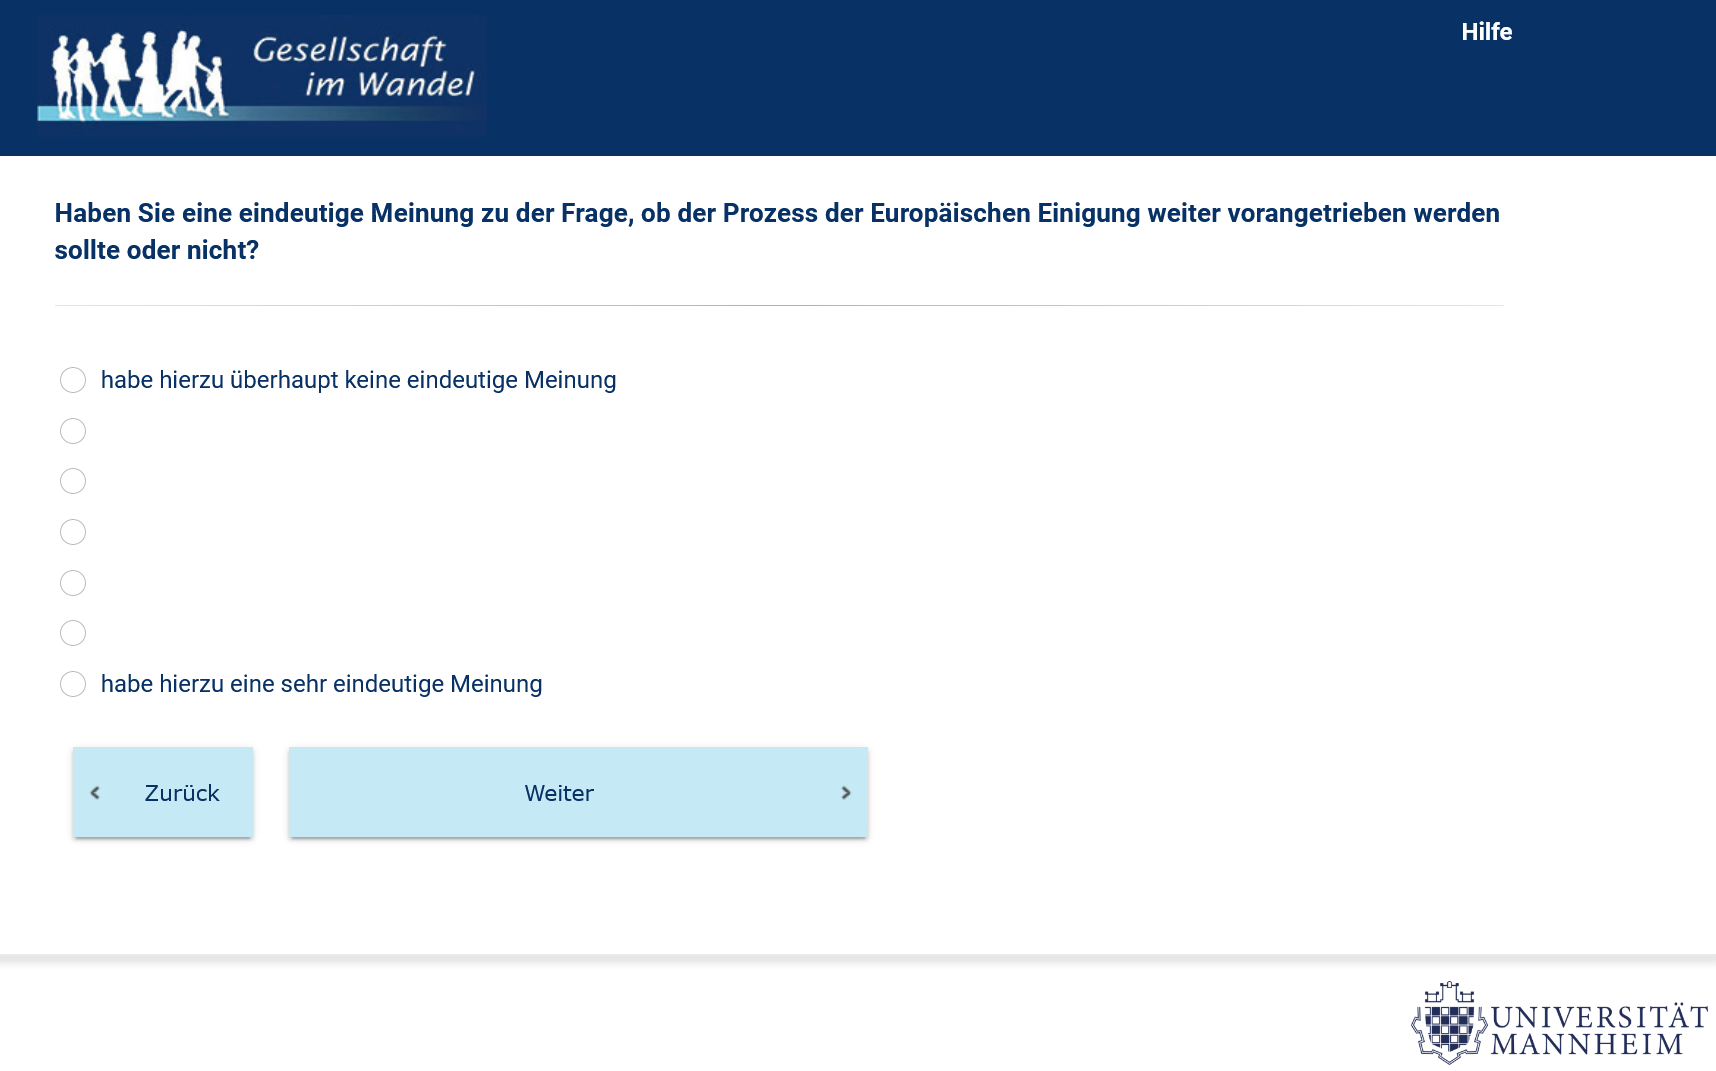 Gesellschaft
im Wandel
Hilfe
Haben Sie eine eindeutige Meinung zu der Frage, ob der Prozess der Europäischen Einigung weiter vorangetrieben werden
sollte oder nicht?
habe hierzu überhaupt keine eindeutige Meinung
habe hierzu eine sehr eindeutige Meinung
Zurück
Weiter
UNIVERSITÄT
MANNHEIM